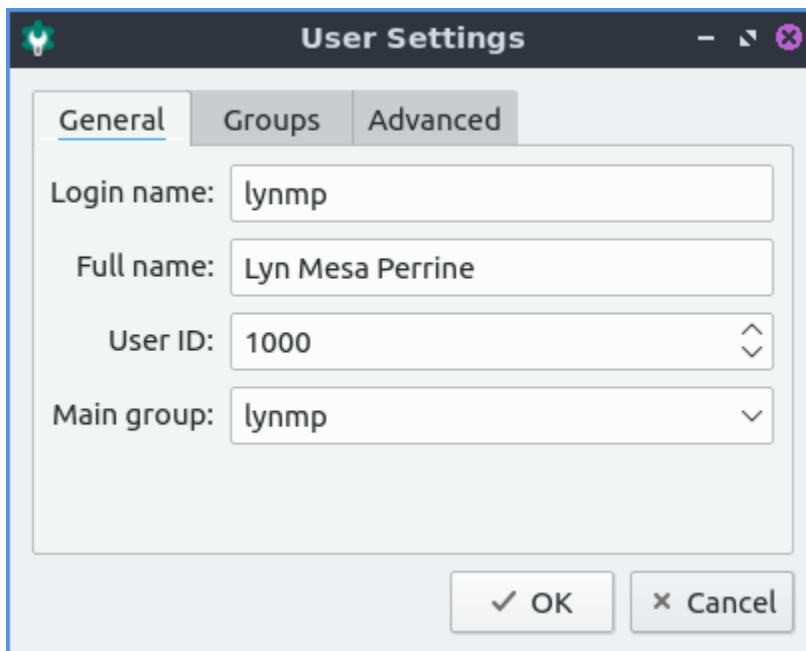 User Settings
General Groups Advanced
Login name: lynmp
Full name: Lyn Mesa Perrine
User ID: 1000
Main group: lynmp
OK Cancel